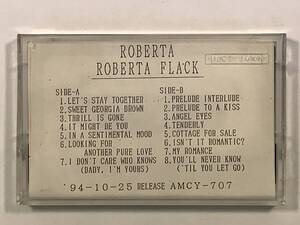 ROBERTA
ROBERTA FLACK
SIDE-A
1.LET'S STAY TOGETHER
2.SWEET GEORGIA BROWN
3.THRILL IS GONE
4.IT MIGHT BE YOU
5.IN A SENTIMENTAL MOOD
6.LOOKING FOR
ANOTHER PURE LOVE
7.I DON'T CARE WHO KNOWS
(BABY, I'M YOURS)
SIDE-B
1.PRELUDE INTERLUDE
2.PRELUDE TO A KISS
3.ANGEL EYES
4.TENDERLY
5.COTTAGE FOR SALE
6.ISN'T IT ROMANTIC?
7.MY ROMANCE
8.YOU'LL NEVER KNOW
('TIL YOU LET GO)
'94-10-25 RELEASE AMCY-707